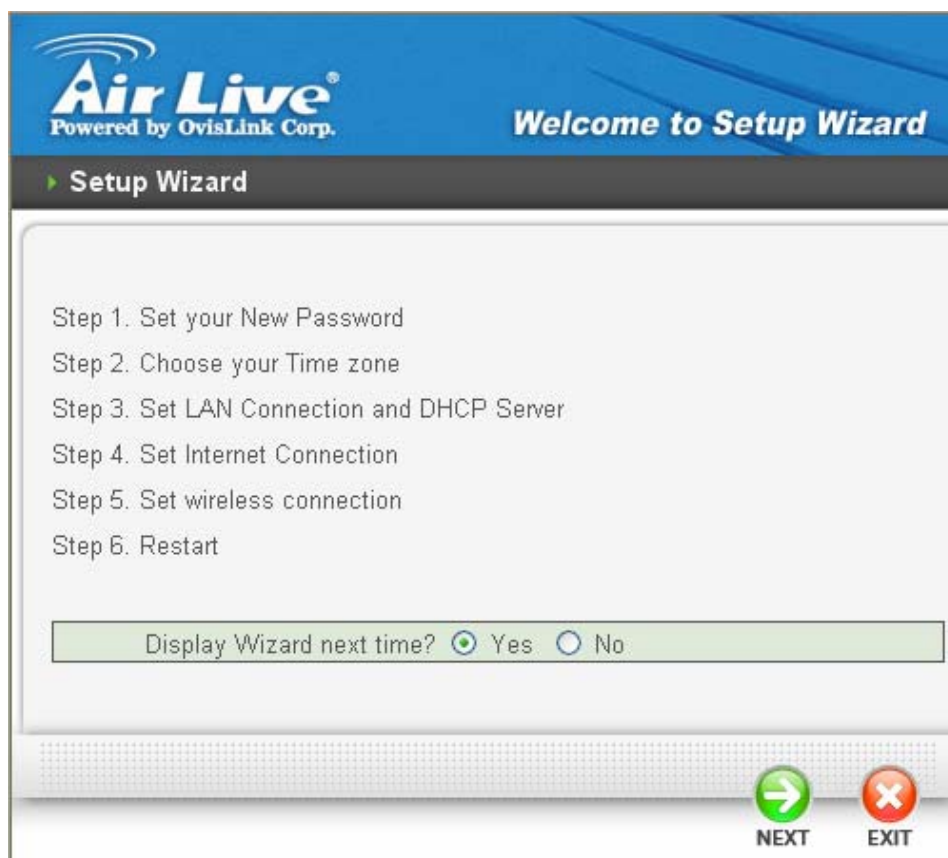 Air Live®
Powered by OvisLink Corp.
Welcome to Setup Wizard
Setup Wizard
Step 1. Set your New Password
Step 2. Choose your Time zone
Step 3. Set LAN Connection and DHCP Server
Step 4. Set Internet Connection
Step 5. Set wireless connection
Step 6. Restart
Display Wizard next time? Yes No
NEXT EXIT